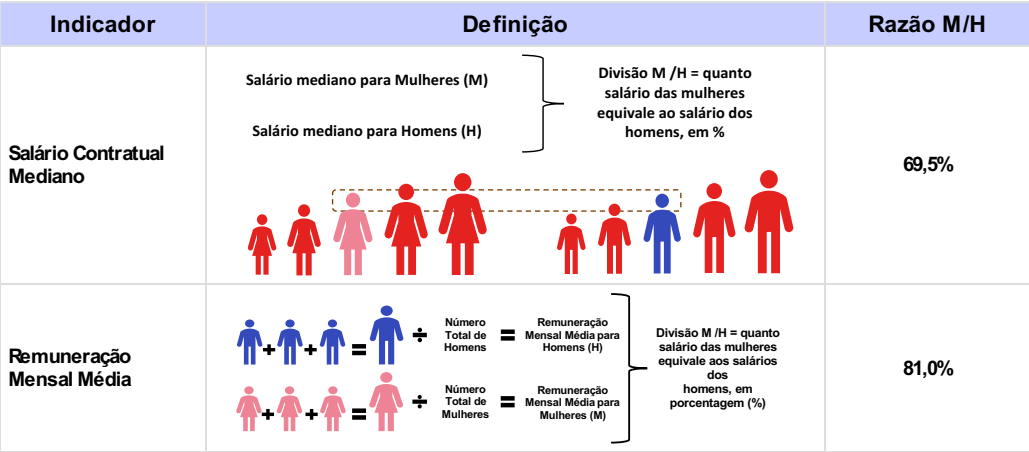 Indicador
Definição
Razão M/H
Salário Contratual
Mediano
Salário mediano para Mulheres (M)
Salário mediano para Homens (H)
Divisão M /H = quanto
salário das mulheres
equivale ao salário dos
homens, em %
69,5%
Remuneração
Mensal Média
+ + = ÷
Número
Total de
Homens
=
Remuneração
Mensal Média para
Homens (H)
+ + = ÷
Número
Total de
Mulheres
=
Remuneração
Mensal Média para
Mulheres (M)
Divisão M /H = quanto
salário das mulheres
equivale aos salários
dos
homens, em
porcentagem (%)
81,0%